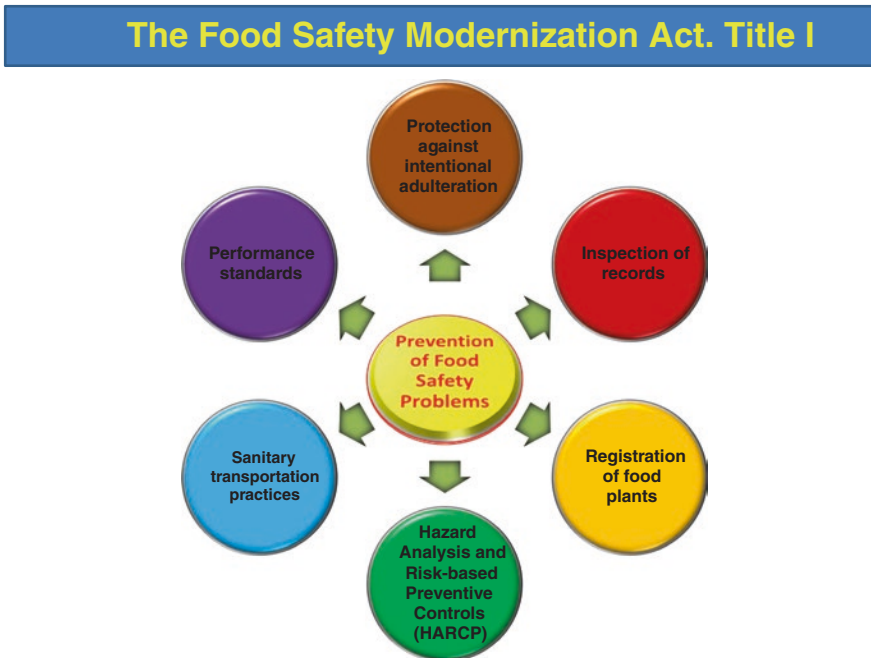 The Food Safety Modernization Act. Title I
Protection
against
intentional
adulteration
Performance
standards
Inspection of
records
Prevention
of Food
Safety
Problems
Sanitary
transportation
practices
Registration
of food
plants
Hazard
Analysis and
Risk-based
Preventive
Controls
(HARCP)